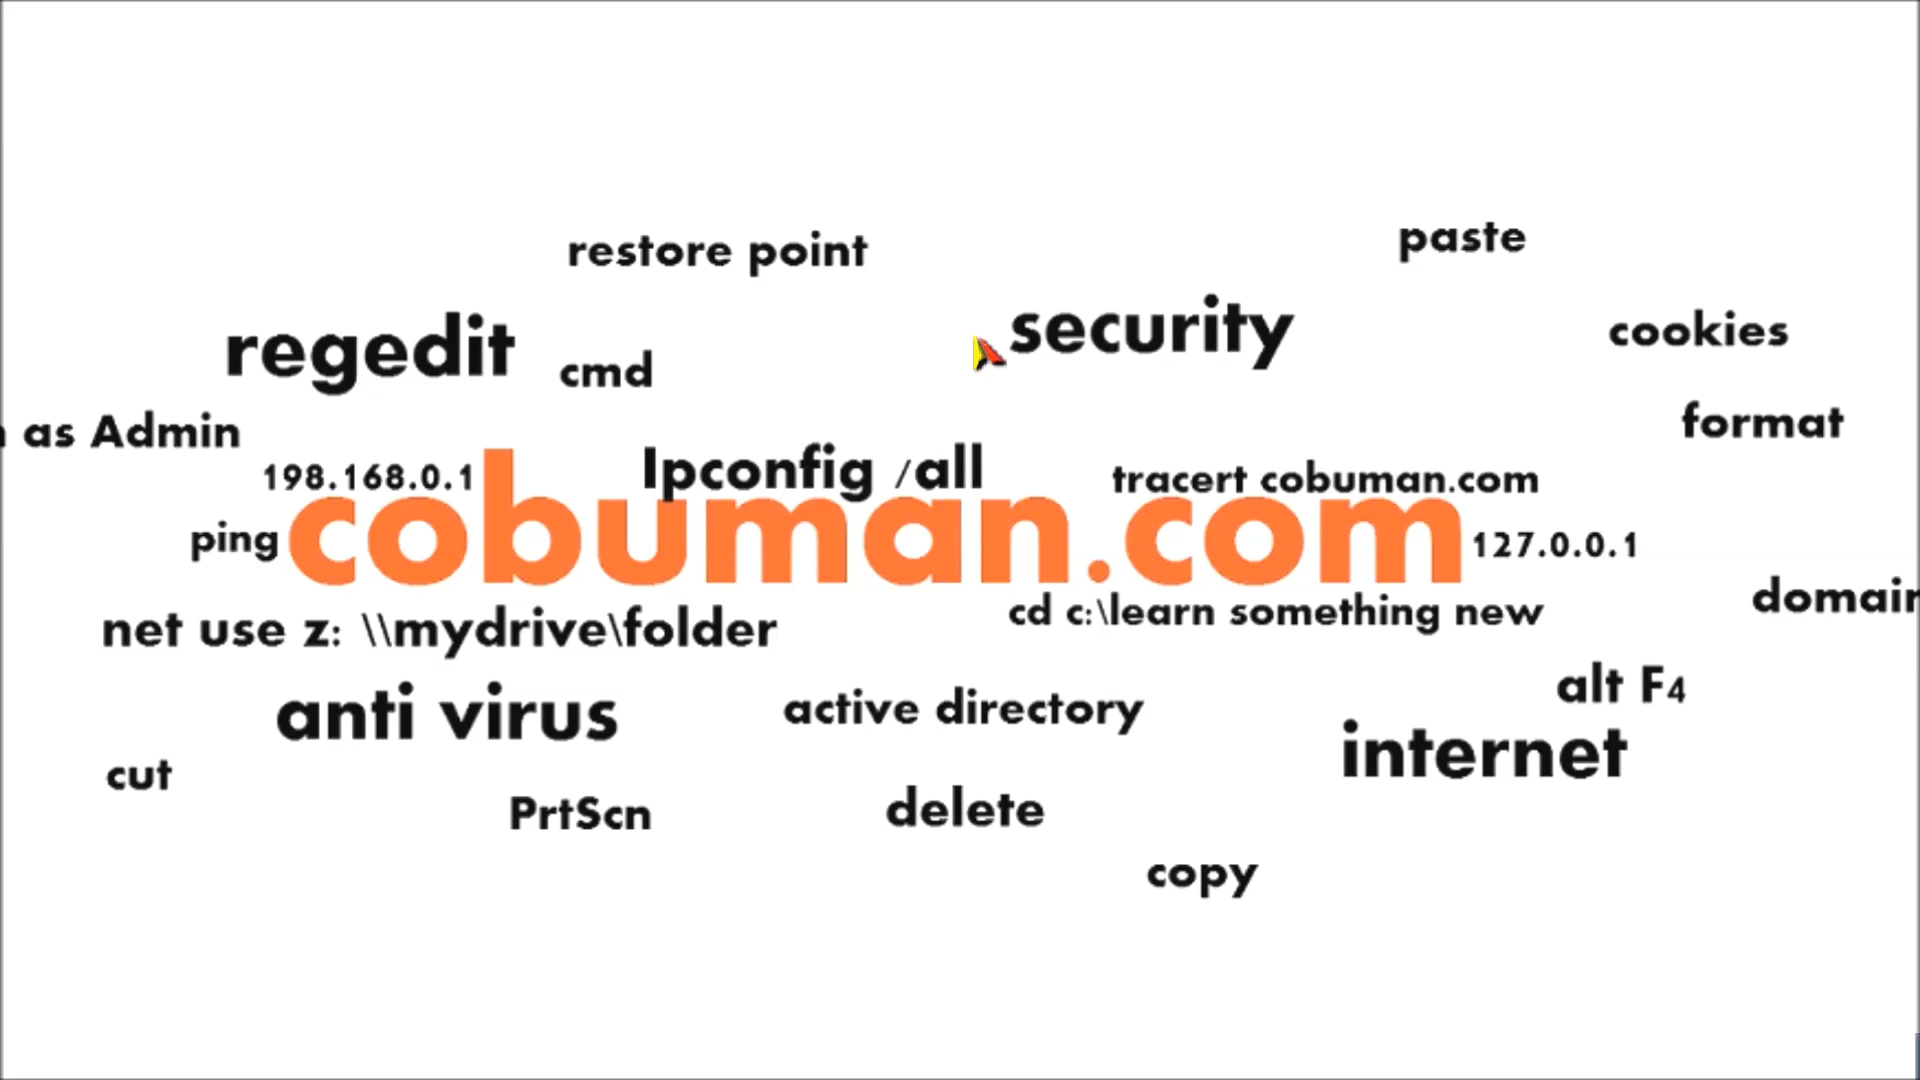 paste
restore point
security
cookies
regedit
cmd
format
as Admin
Ipconfig /all
198.168.0.1
tracert cobuman.com
cobuman.com
ping
127.0.0.1
domain
cd c:\learn something new
net use z: \\mydrive\folder
alt F4
active directory
anti virus
internet
cut
delete
PrtScn
copy